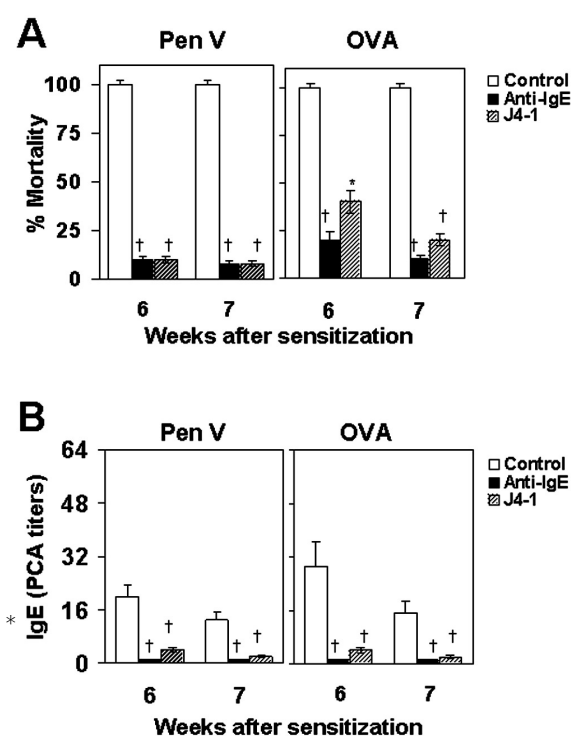 A
Pen V OVA
Control
Anti-IgE
J4-1
% Mortality
100
75
50
25
0
† † † † † * † †
6 7 6 7
Weeks after sensitization
B
Pen V OVA
Control
Anti-IgE
J4-1
* IgE (PCA titers)
64
48
32
16
0
† † † † † † † †
6 7 6 7
Weeks after sensitization